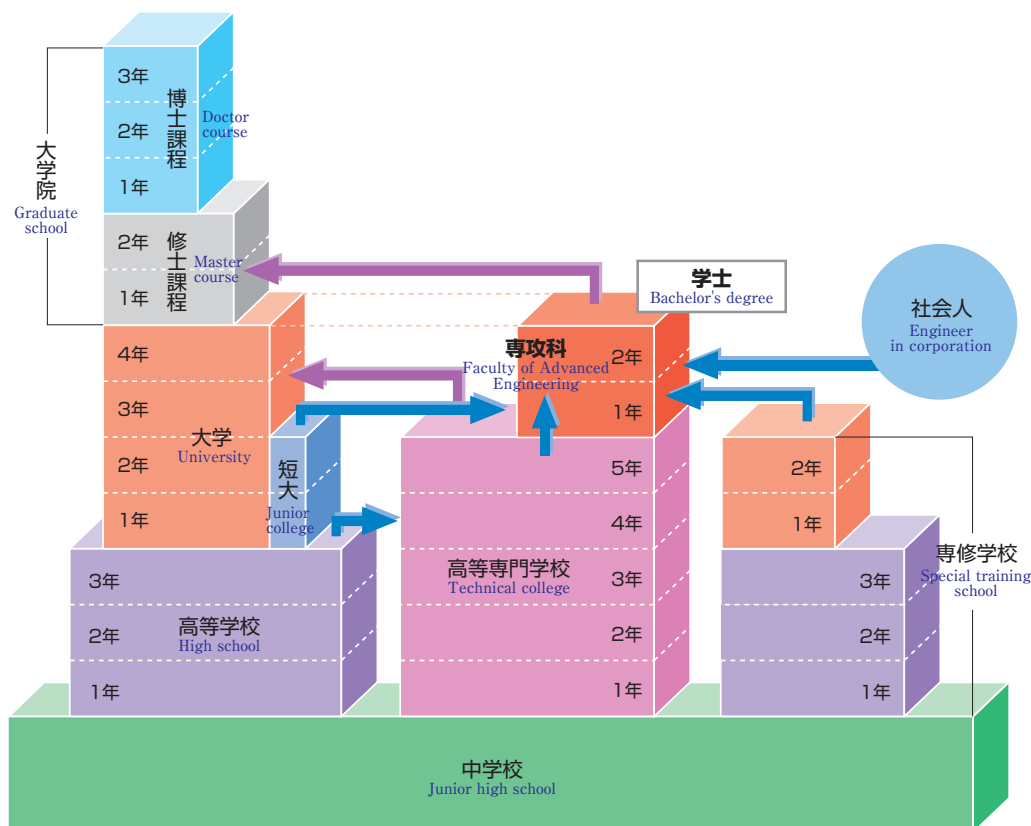 3年
2年
1年
博士課程
Doctor
course
大学院
Graduate
school
2年
1年
修士課程
Master
course
学士
Bachelor's degree
社会人
Engineer
in corporation
4年
3年
2年
1年
大学
University
短大
Junior
college
専攻科
Faculty of Advanced
Engineering
2年
1年
5年
4年
3年
2年
1年
高等専門学校
Technical college
2年
1年
3年
2年
1年
専修学校
Special training
school
3年
2年
1年
高等学校
High school
中学校
Junior high school